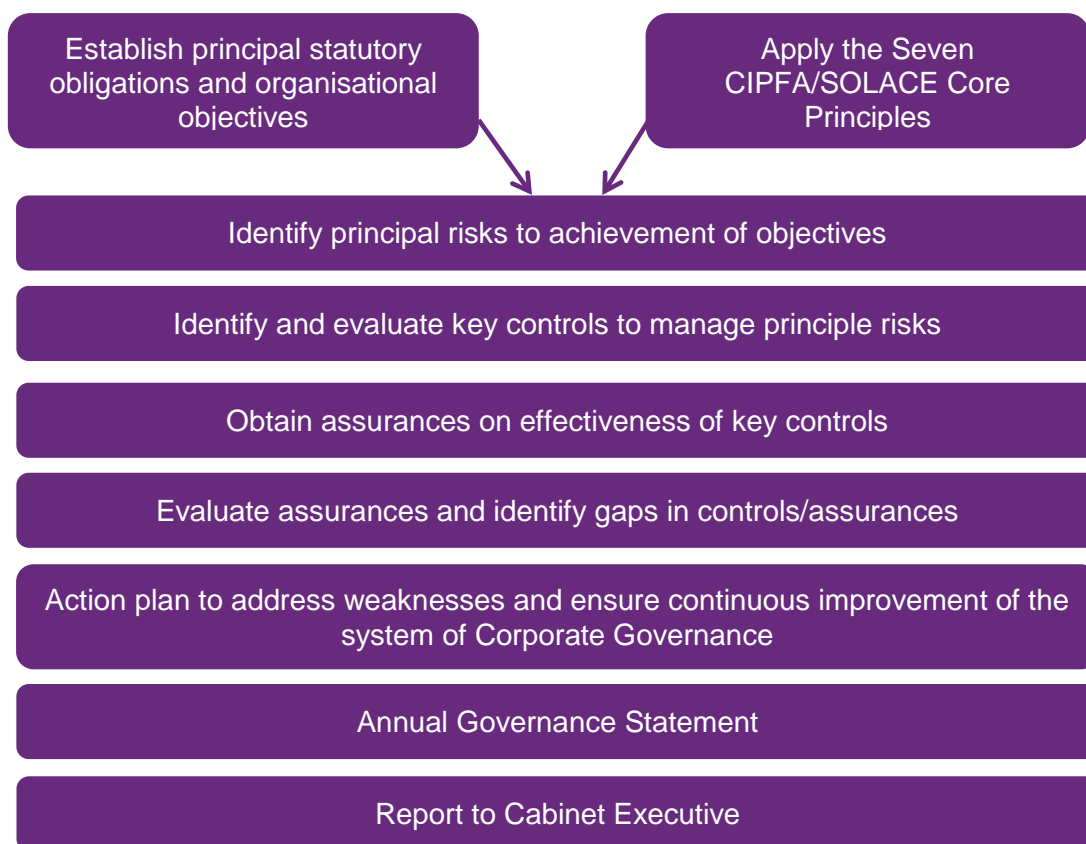 Establish principal statutory
obligations and organisational
objectives
Apply the Seven
CIPFA/SOLACE Core
Principles
Identify principal risks to achievement of objectives
Identify and evaluate key controls to manage principle risks
Obtain assurances on effectiveness of key controls
Evaluate assurances and identify gaps in controls/assurances
Action plan to address weaknesses and ensure continuous improvement of the
system of Corporate Governance
Annual Governance Statement
Report to Cabinet Executive